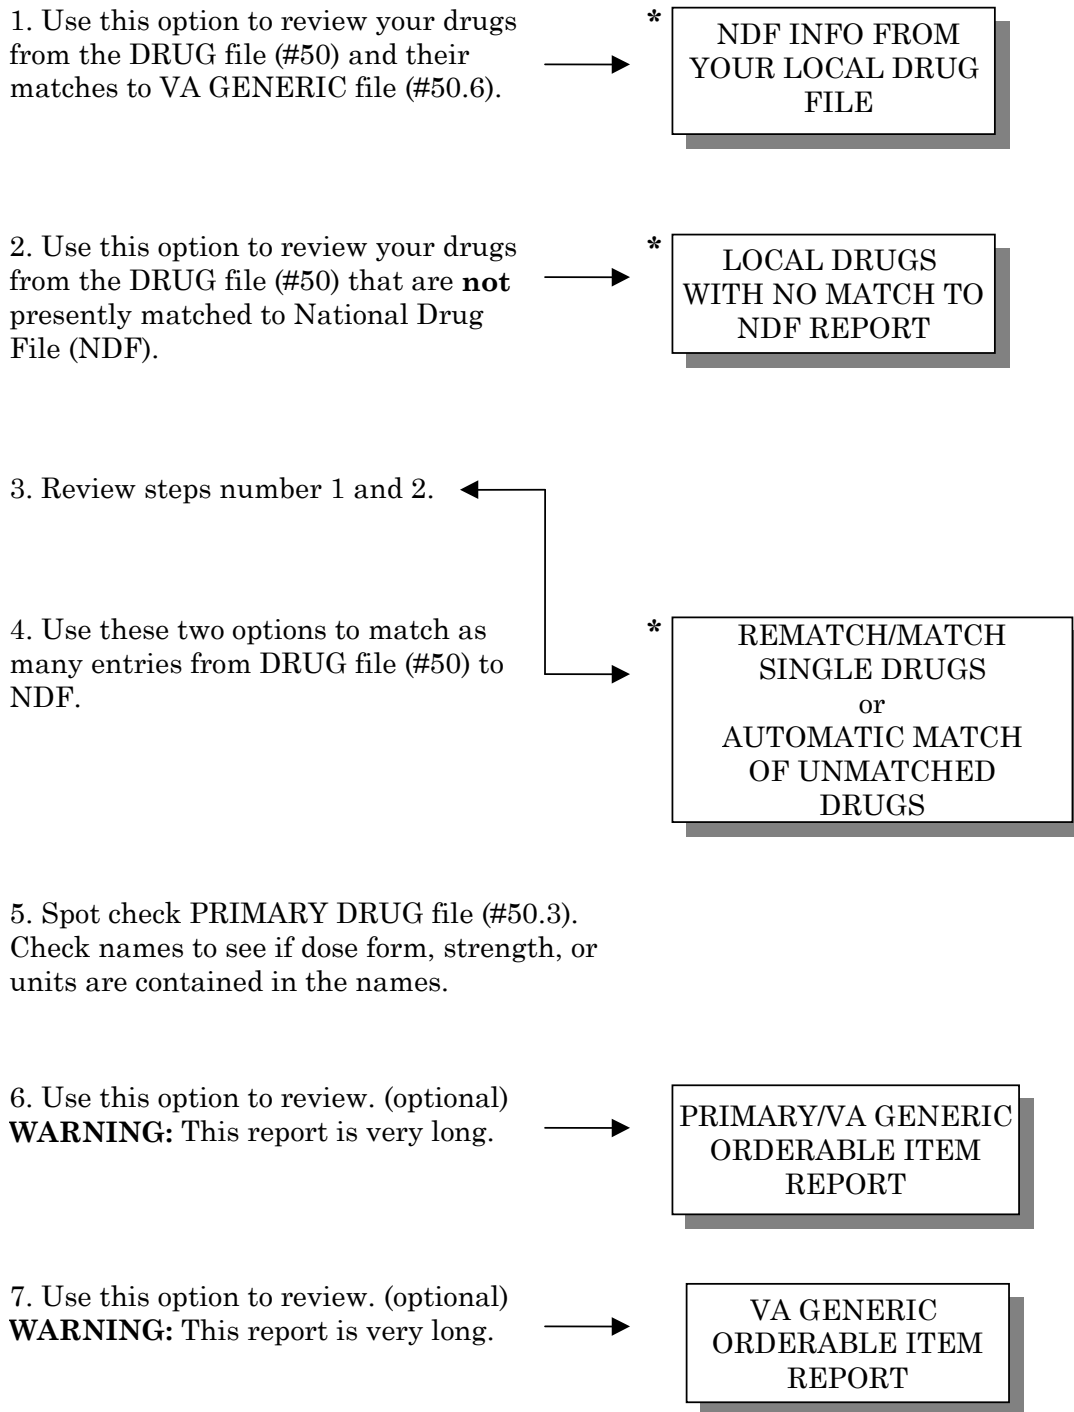 1. Use this option to review your drugs
from the DRUG file (#50) and their
matches to VA GENERIC file (#50.6).
*
NDF INFO FROM
YOUR LOCAL DRUG
FILE
2. Use this option to review your drugs
from the DRUG file (#50) that are not
presently matched to National Drug
File (NDF).
*
LOCAL DRUGS
WITH NO MATCH TO
NDF REPORT
3. Review steps number 1 and 2.
4. Use these two options to match as
many entries from DRUG file (#50) to
NDF.
*
REMATCH/MATCH
SINGLE DRUGS
or
AUTOMATIC MATCH
OF UNMATCHED
DRUGS
5. Spot check PRIMARY DRUG file (#50.3).
Check names to see if dose form, strength, or
units are contained in the names.
6. Use this option to review. (optional)
WARNING: This report is very long.
PRIMARY/VA GENERIC
ORDERABLE ITEM
REPORT
7. Use this option to review. (optional)
WARNING: This report is very long.
VA GENERIC
ORDERABLE ITEM
REPORT